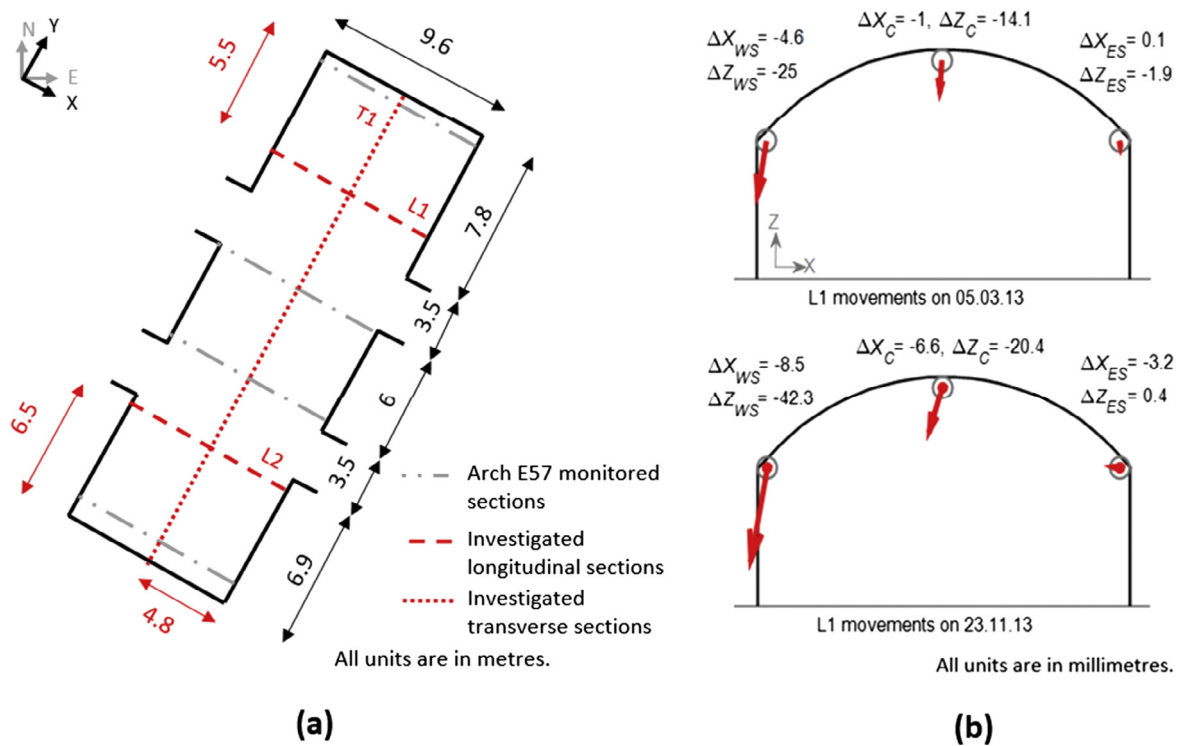 N
Y
E
X
5.5
9.6
T1
L1
7.8
3.5
6
6.5
L2
3.5
6.9
4.8
Arch E57 monitored
sections
Investigated
longitudinal sections
Investigated
transverse sections
All units are in metres.
(a)
ΔX_C= -1, ΔZ_C= -14.1
ΔX_WS= -4.6
ΔZ_WS= -25
ΔX_ES= 0.1
ΔZ_ES= -1.9
Z
X
L1 movements on 05.03.13
ΔX_C= -6.6, ΔZ_C= -20.4
ΔX_WS= -8.5
ΔZ_WS= -42.3
ΔX_ES= -3.2
ΔZ_ES= 0.4
L1 movements on 23.11.13
All units are in millimetres.
(b)